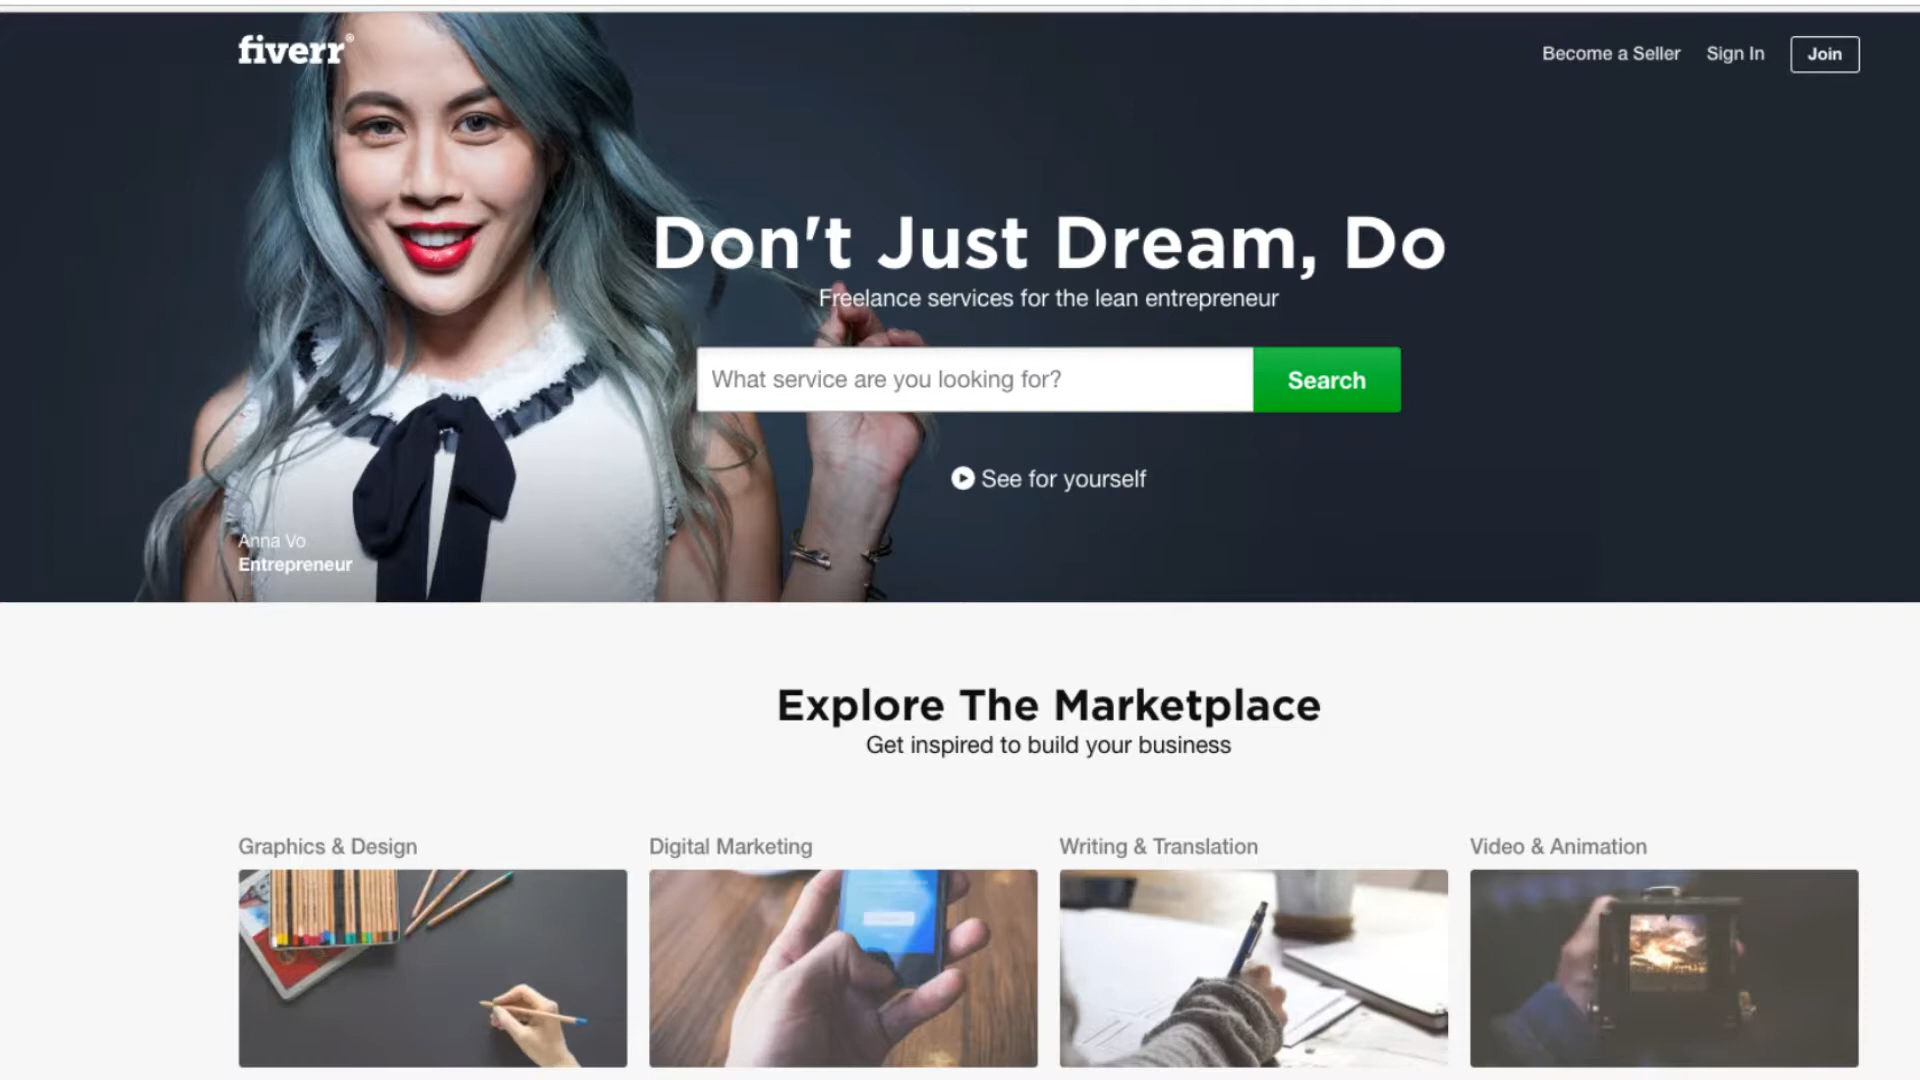 fiverr®
Become a Seller
Sign In
Join
Don't Just Dream, Do
Freelance services for the lean entrepreneur
What service are you looking for?
Search
See for yourself
Anna Vo
Entrepreneur
Explore The Marketplace
Get inspired to build your business
Graphics & Design
Digital Marketing
Writing & Translation
Video & Animation